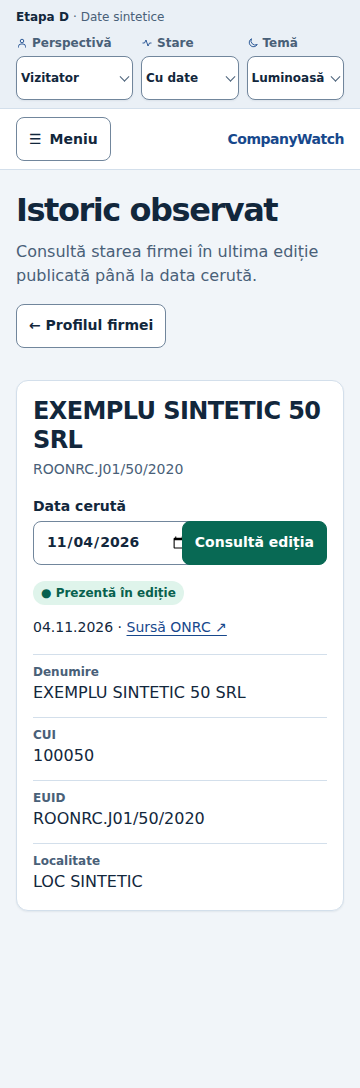 Etapa D · Date sintetice
Perspectivă Stare Temă
Vizitator Cu date Luminoasă
☰ Meniu CompanyWatch
Istoric observat
Consultă starea firmei în ultima ediție
publicată până la data cerută.
← Profilul firmei
EXEMPLU SINTETIC 50
SRL
ROONRC.J01/50/2020
Data cerută
11/04/2026 Consultă ediția
● Prezentă în ediție
04.11.2026 · Sursă ONRC ↗
Denumire
EXEMPLU SINTETIC 50 SRL
CUI
100050
EUID
ROONRC.J01/50/2020
Localitate
LOC SINTETIC